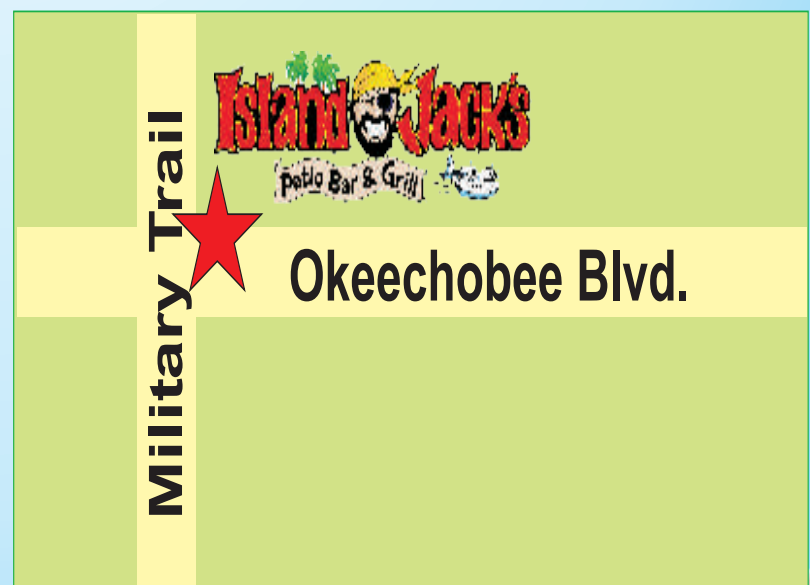 Island Jack's
Patio Bar & Grill
Military Trail
Okeechobee Blvd.